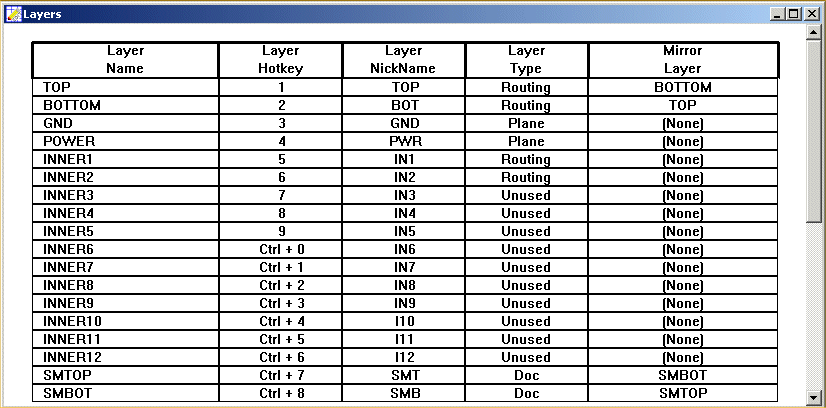 Layers
Layer Layer Layer Layer Mirror
Name Hotkey NickName Type Layer
TOP 1 TOP Routing BOTTOM
BOTTOM 2 BOT Routing TOP
GND 3 GND Plane (None)
POWER 4 PWR Plane (None)
INNER1 5 IN1 Routing (None)
INNER2 6 IN2 Routing (None)
INNER3 7 IN3 Unused (None)
INNER4 8 IN4 Unused (None)
INNER5 9 IN5 Unused (None)
INNER6 Ctrl + 0 IN6 Unused (None)
INNER7 Ctrl + 1 IN7 Unused (None)
INNER8 Ctrl + 2 IN8 Unused (None)
INNER9 Ctrl + 3 IN9 Unused (None)
INNER10 Ctrl + 4 I10 Unused (None)
INNER11 Ctrl + 5 I11 Unused (None)
INNER12 Ctrl + 6 I12 Unused (None)
SMTOP Ctrl + 7 SMT Doc SMBOT
SMBOT Ctrl + 8 SMB Doc SMTOP